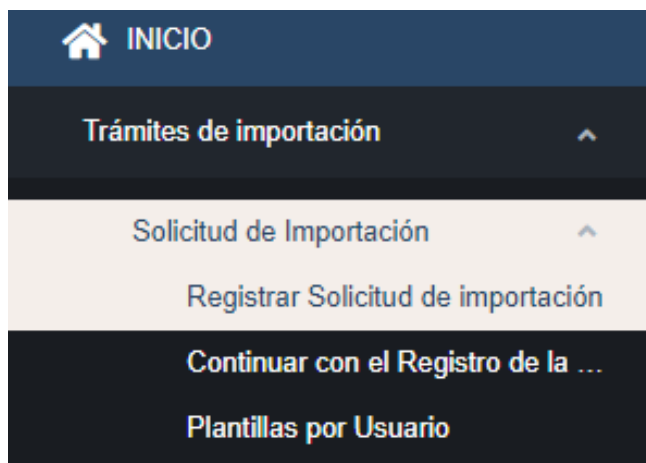 INICIO
Trámites de importación
Solicitud de Importación
Registrar Solicitud de importación
Continuar con el Registro de la ...
Plantillas por Usuario